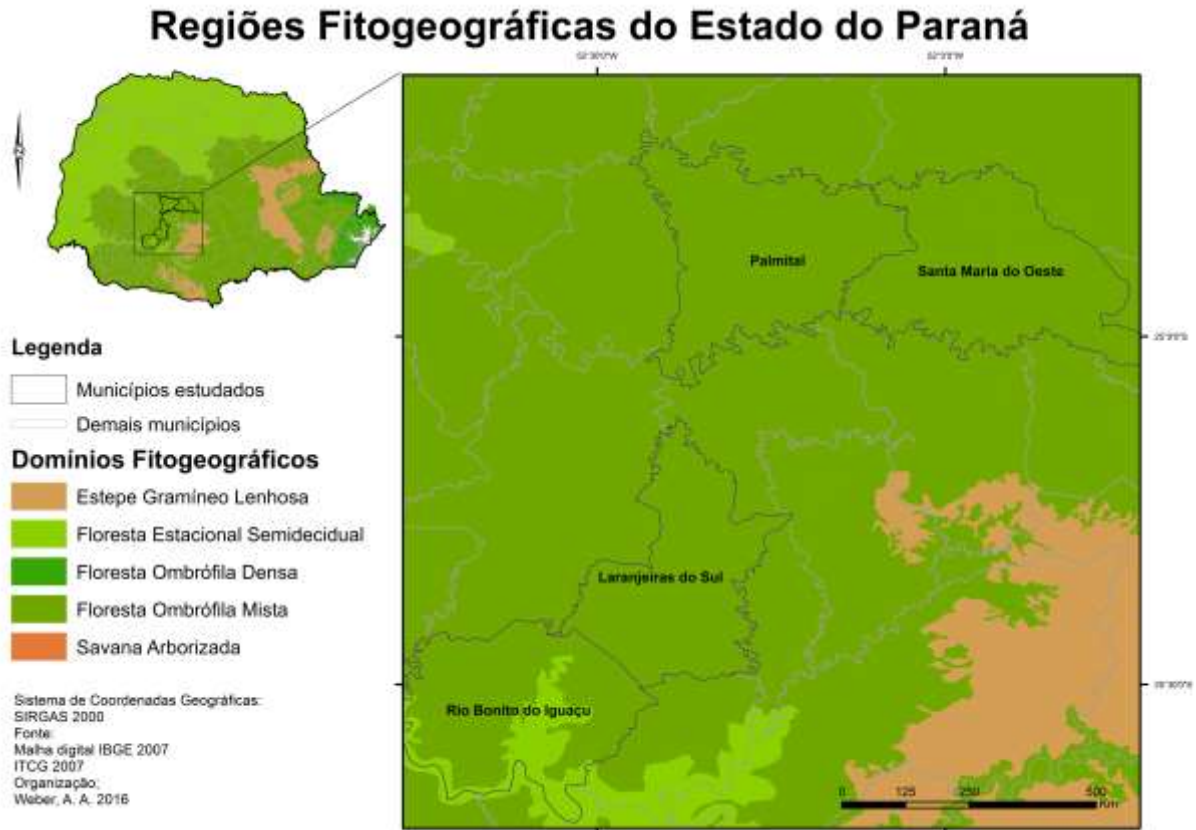 Regiões Fitogeográficas do Estado do Paraná
Palmital
Santa Maria do Oeste
Laranjeiras do Sul
Rio Bonito do Iguaçu
0 125 250 500
Km
Legenda
Municípios estudados
Demais municípios
Domínios Fitogeográficos
Estepe Gramíneo Lenhosa
Floresta Estacional Semidecidual
Floresta Ombrófila Densa
Floresta Ombrófila Mista
Savana Arborizada
Sistema de Coordenadas Geográficas:
SIRGAS 2000
Fonte:
Malha digital IBGE 2007
ITCG 2007
Organização:
Weber, A. A. 2016